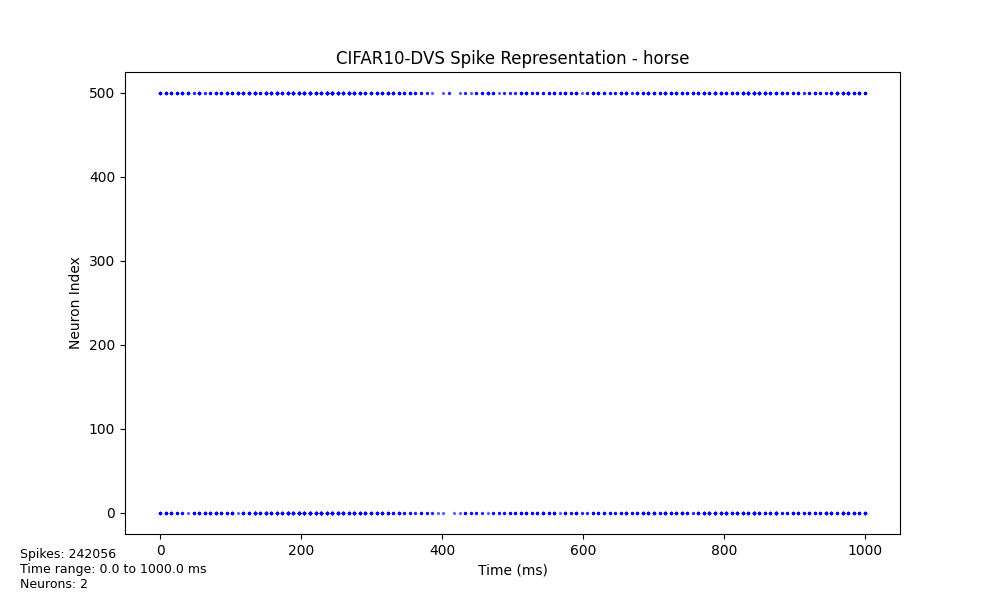 CIFAR10-DVS Spike Representation - horse
500
400
300
200
100
0
Neuron Index
0 200 400 600 800 1000
Time (ms)
Spikes: 242056
Time range: 0.0 to 1000.0 ms
Neurons: 2